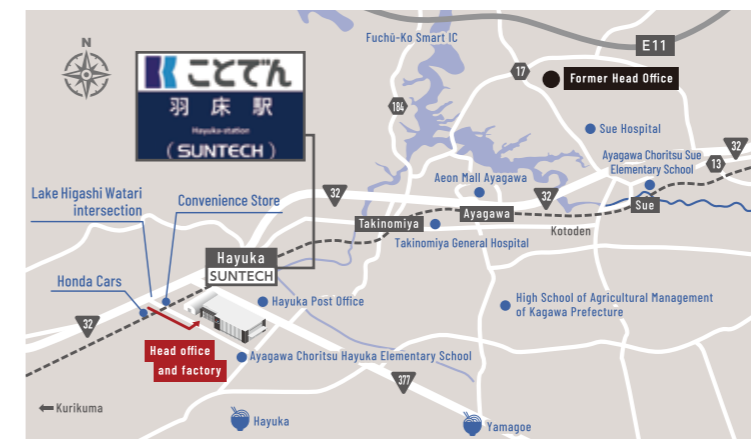 N
ことでん
羽床駅
Hayuka-station
(SUNTECH)
Fuchū-Ko Smart IC
E11
17
Former Head Office
184
Sue Hospital
32
13
Ayagawa Choritsu Sue
Elementary School
Aeon Mall Ayagawa
32
32
Lake Higashi Watari
intersection
Convenience Store
Takinomiya
Ayagawa
Sue
Kotoden
Takinomiya General Hospital
Hayuka
SUNTECH
Honda Cars
32
Hayuka Post Office
High School of Agricultural Management
of Kagawa Prefecture
Head office
and factory
Ayagawa Choritsu Hayuka Elementary School
377
Kurikuma
Hayuka
Yamagoe